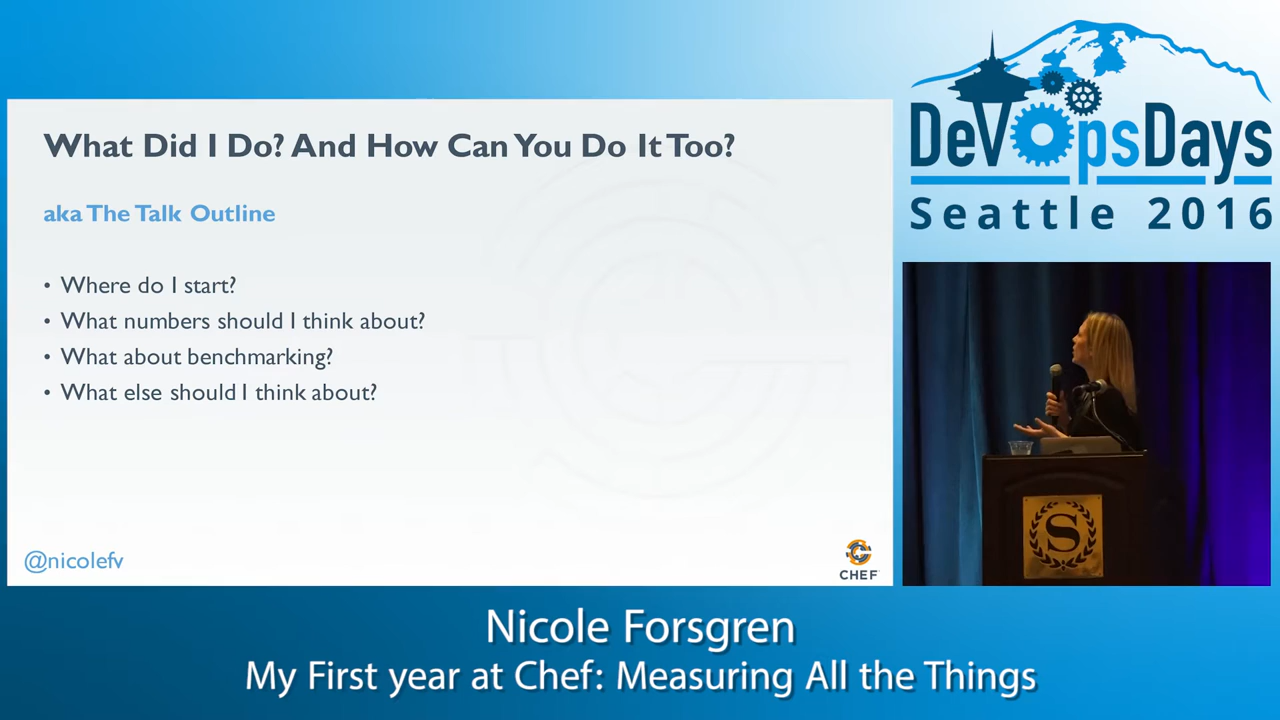 What Did I Do? And How Can You Do It Too?
aka The Talk Outline
• Where do I start?
• What numbers should I think about?
• What about benchmarking?
• What else should I think about?
@nicolefv
CHEF
DevOpsDays
Seattle 2016
S
Nicole Forsgren
My First year at Chef: Measuring All the Things